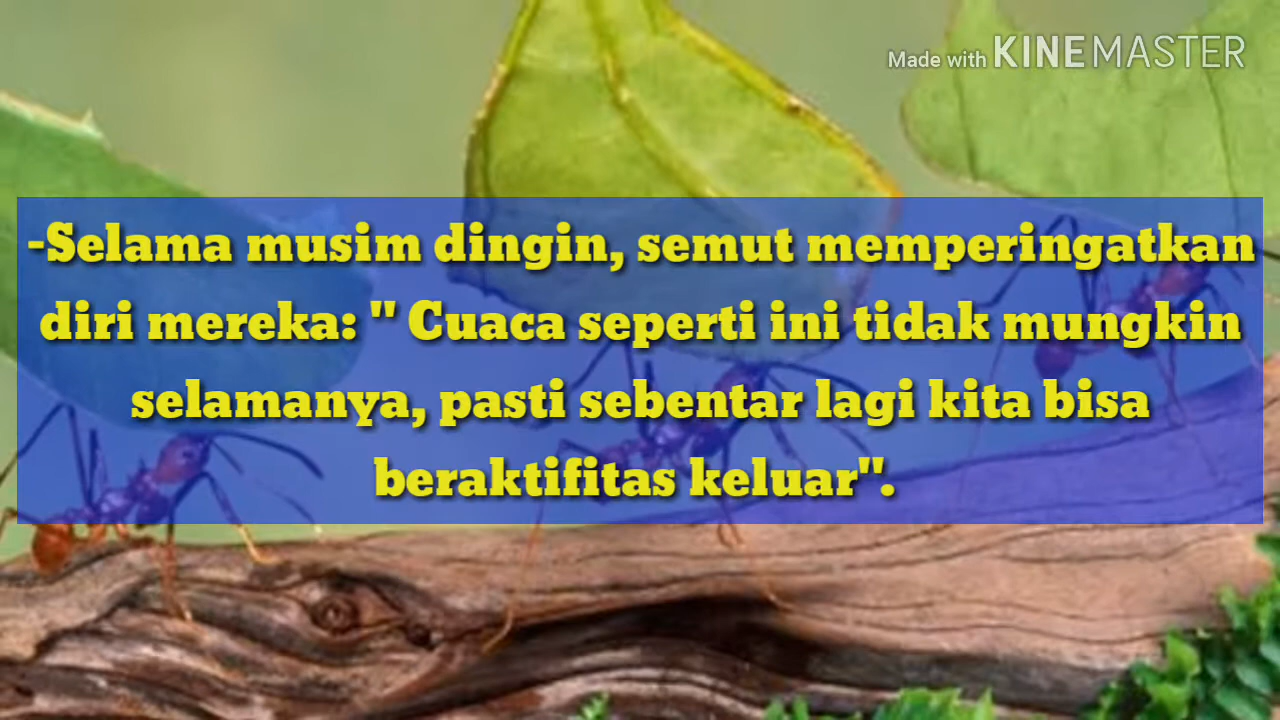 Made with KINEMASTER
-Selama musim dingin, semut memperingatkan
diri mereka: " Cuaca seperti ini tidak mungkin
selamanya, pasti sebentar lagi kita bisa
beraktifitas keluar".